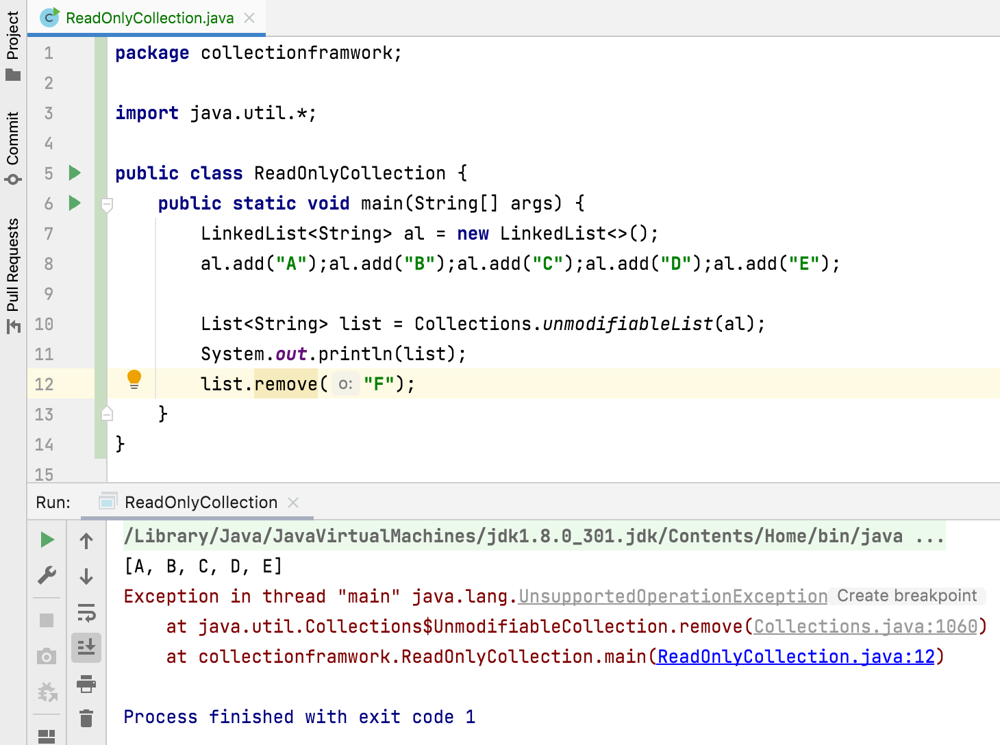 ReadOnlyCollection.java
Project
Commit
Pull Requests
1 package collectionframwork;
2
3 import java.util.*;
4
5 public class ReadOnlyCollection {
6 public static void main(String[] args) {
7 LinkedList<String> al = new LinkedList<>();
8 al.add("A");al.add("B");al.add("C");al.add("D");al.add("E");
9
10 List<String> list = Collections.unmodifiableList(al);
11 System.out.println(list);
12 list.remove( o: "F");
13 }
14 }
15
Run: ReadOnlyCollection
/Library/Java/JavaVirtualMachines/jdk1.8.0_301.jdk/Contents/Home/bin/java ...
[A, B, C, D, E]
Exception in thread "main" java.lang.UnsupportedOperationException Create breakpoint
at java.util.Collections$UnmodifiableCollection.remove(Collections.java:1060)
at collectionframwork.ReadOnlyCollection.main(ReadOnlyCollection.java:12)
Process finished with exit code 1